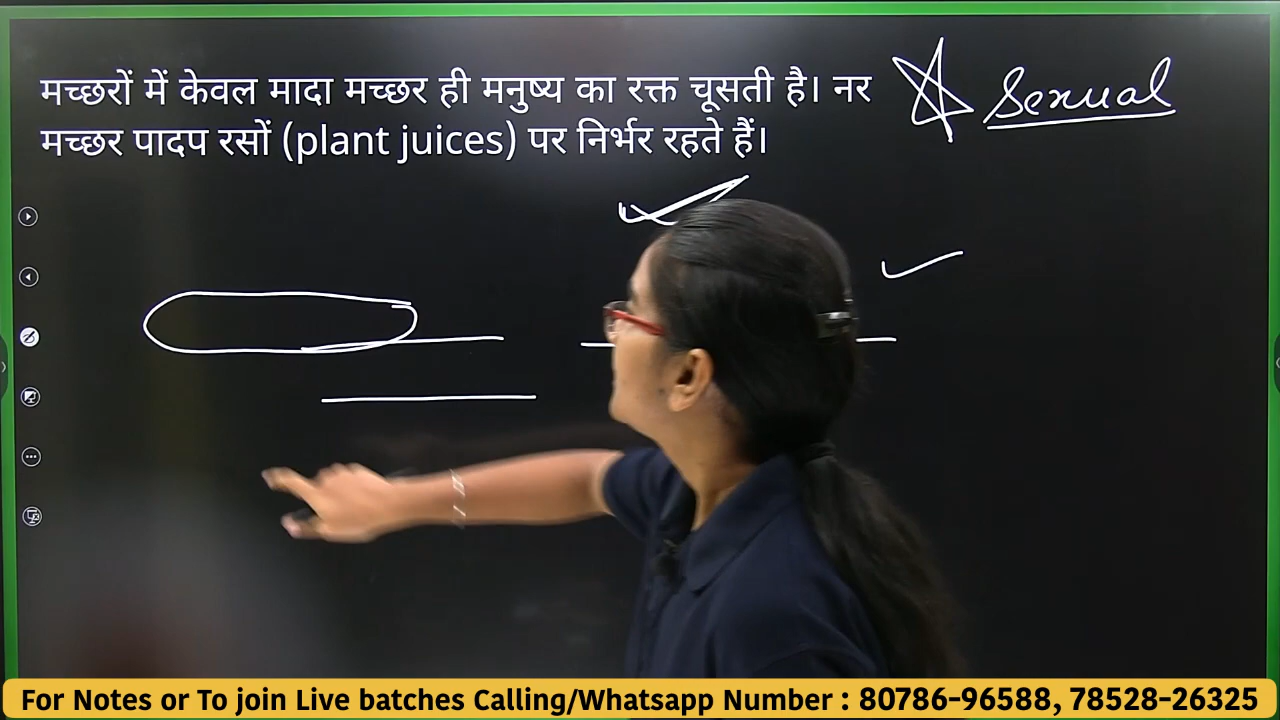 मच्छरों में केवल मादा मच्छर ही मनुष्य का रक्त चूसती है। नर
मच्छर पादप रसों (plant juices) पर निर्भर रहते हैं।
Sexual
For Notes or To join Live batches Calling/Whatsapp Number : 80786-96588, 78528-26325